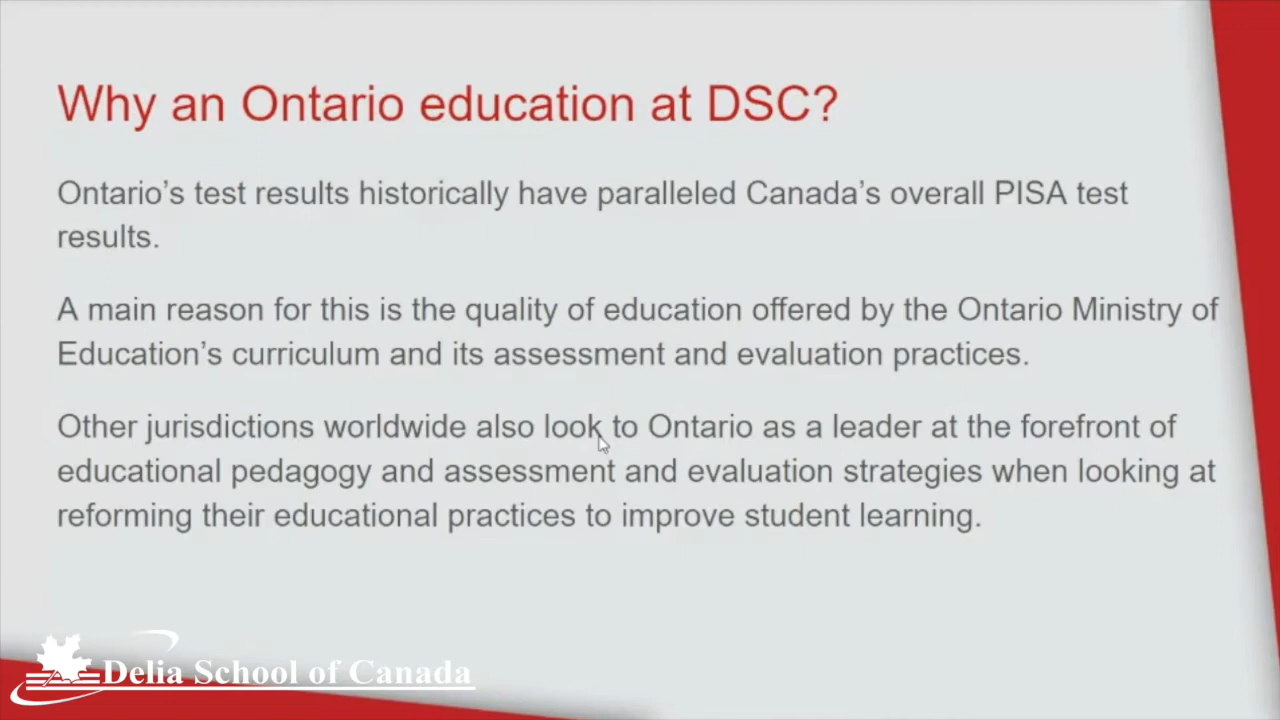 Why an Ontario education at DSC?
Ontario’s test results historically have paralleled Canada’s overall PISA test
results.
A main reason for this is the quality of education offered by the Ontario Ministry of
Education’s curriculum and its assessment and evaluation practices.
Other jurisdictions worldwide also look to Ontario as a leader at the forefront of
educational pedagogy and assessment and evaluation strategies when looking at
reforming their educational practices to improve student learning.
Delia School of Canada